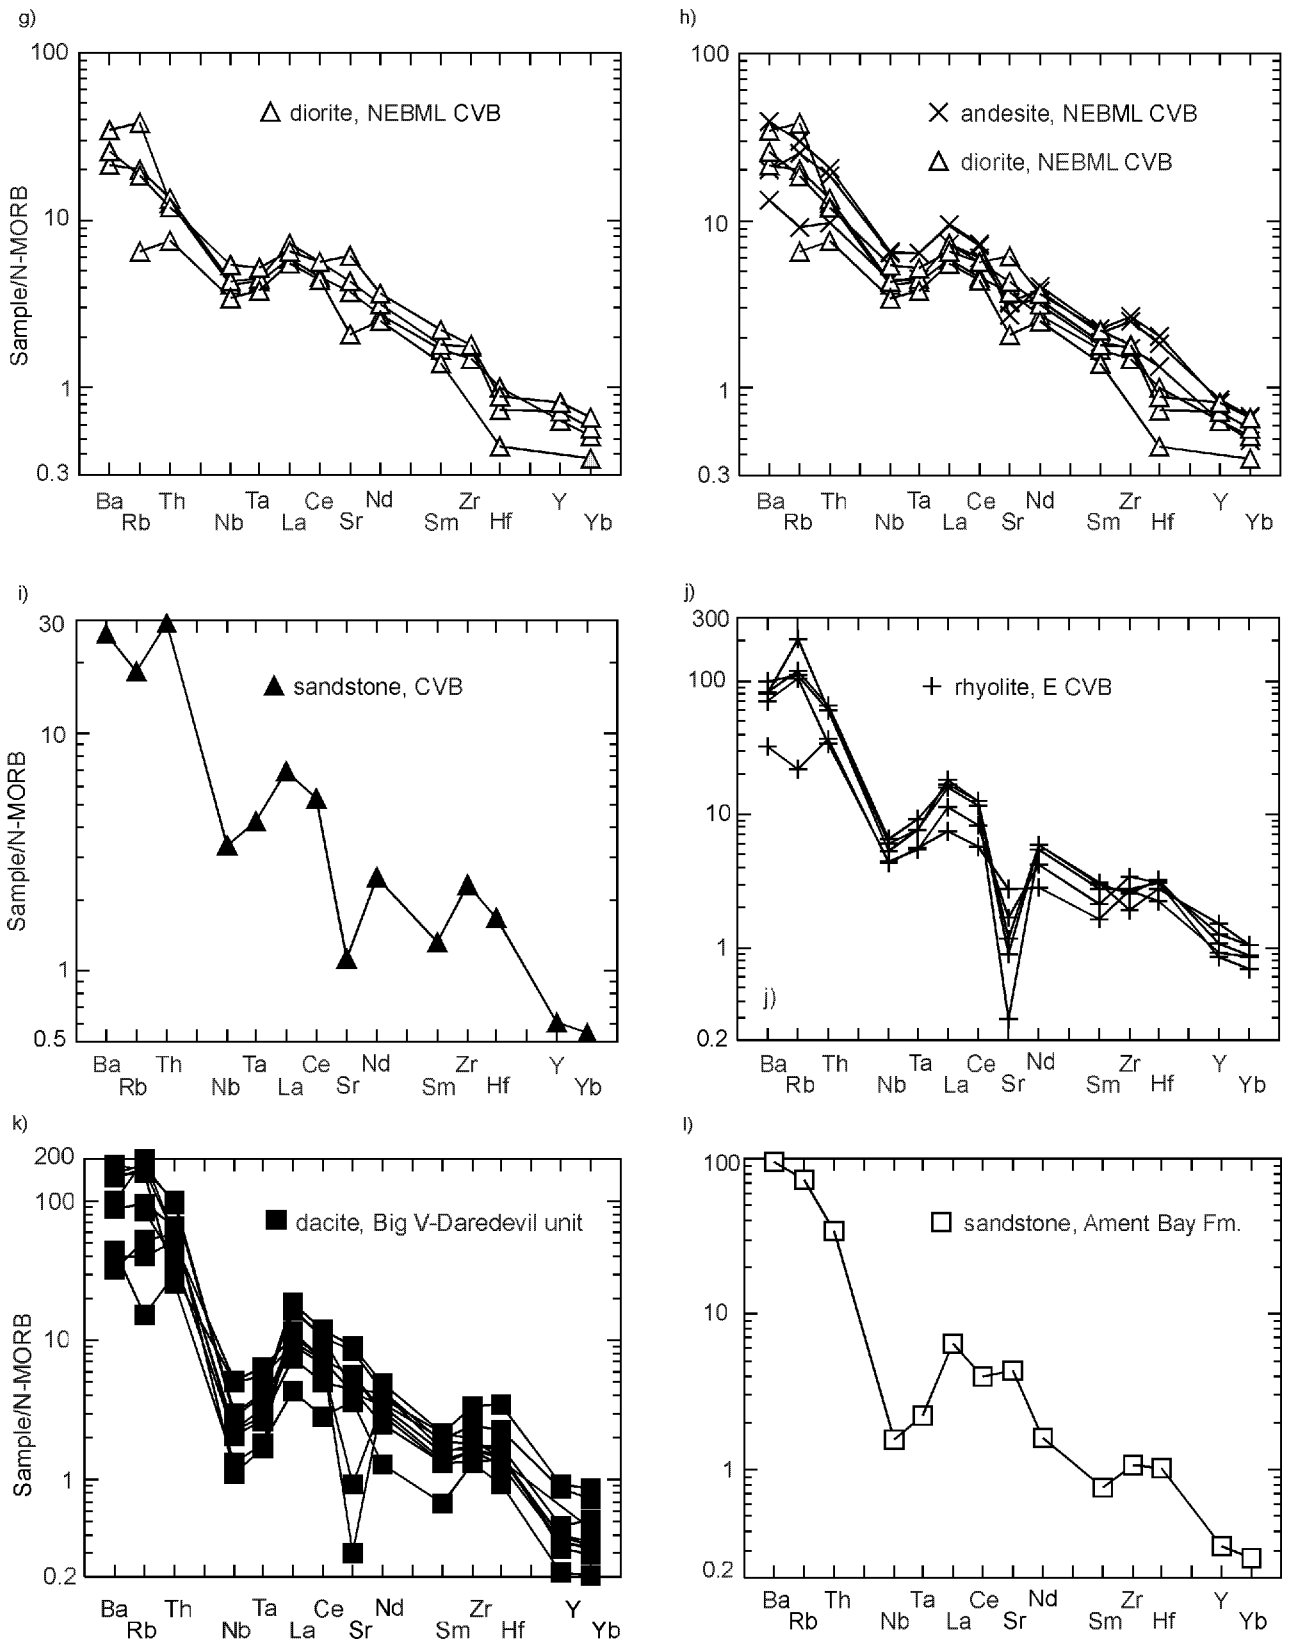 g)
100
10
1
0.3
Sample/N-MORB
diorite, NEBML CVB
Ba Th Ta Ce Nd Zr Y
Rb Nb La Sr Sm Hf Yb
h)
100
10
1
0.3
andesite, NEBML CVB
diorite, NEBML CVB
Ba Th Ta Ce Nd Zr Y
Rb Nb La Sr Sm Hf Yb
i)
30
10
1
0.5
Sample/N-MORB
sandstone, CVB
Ba Th Ta Ce Nd Zr Y
Rb Nb La Sr Sm Hf Yb
j)
300
100
10
1
0.2
rhyolite, E CVB
j)
Ba Th Ta Ce Nd Zr Y
Rb Nb La Sr Sm Hf Yb
k)
200
100
10
1
0.2
Sample/N-MORB
dacite, Big V-Daredevil unit
Ba Th Ta Ce Nd Zr Y
Rb Nb La Sr Sm Hf Yb
l)
100
10
1
0.2
sandstone, Ament Bay Fm.
Ba Th Ta Ce Nd Zr Y
Rb Nb La Sr Sm Hf Yb